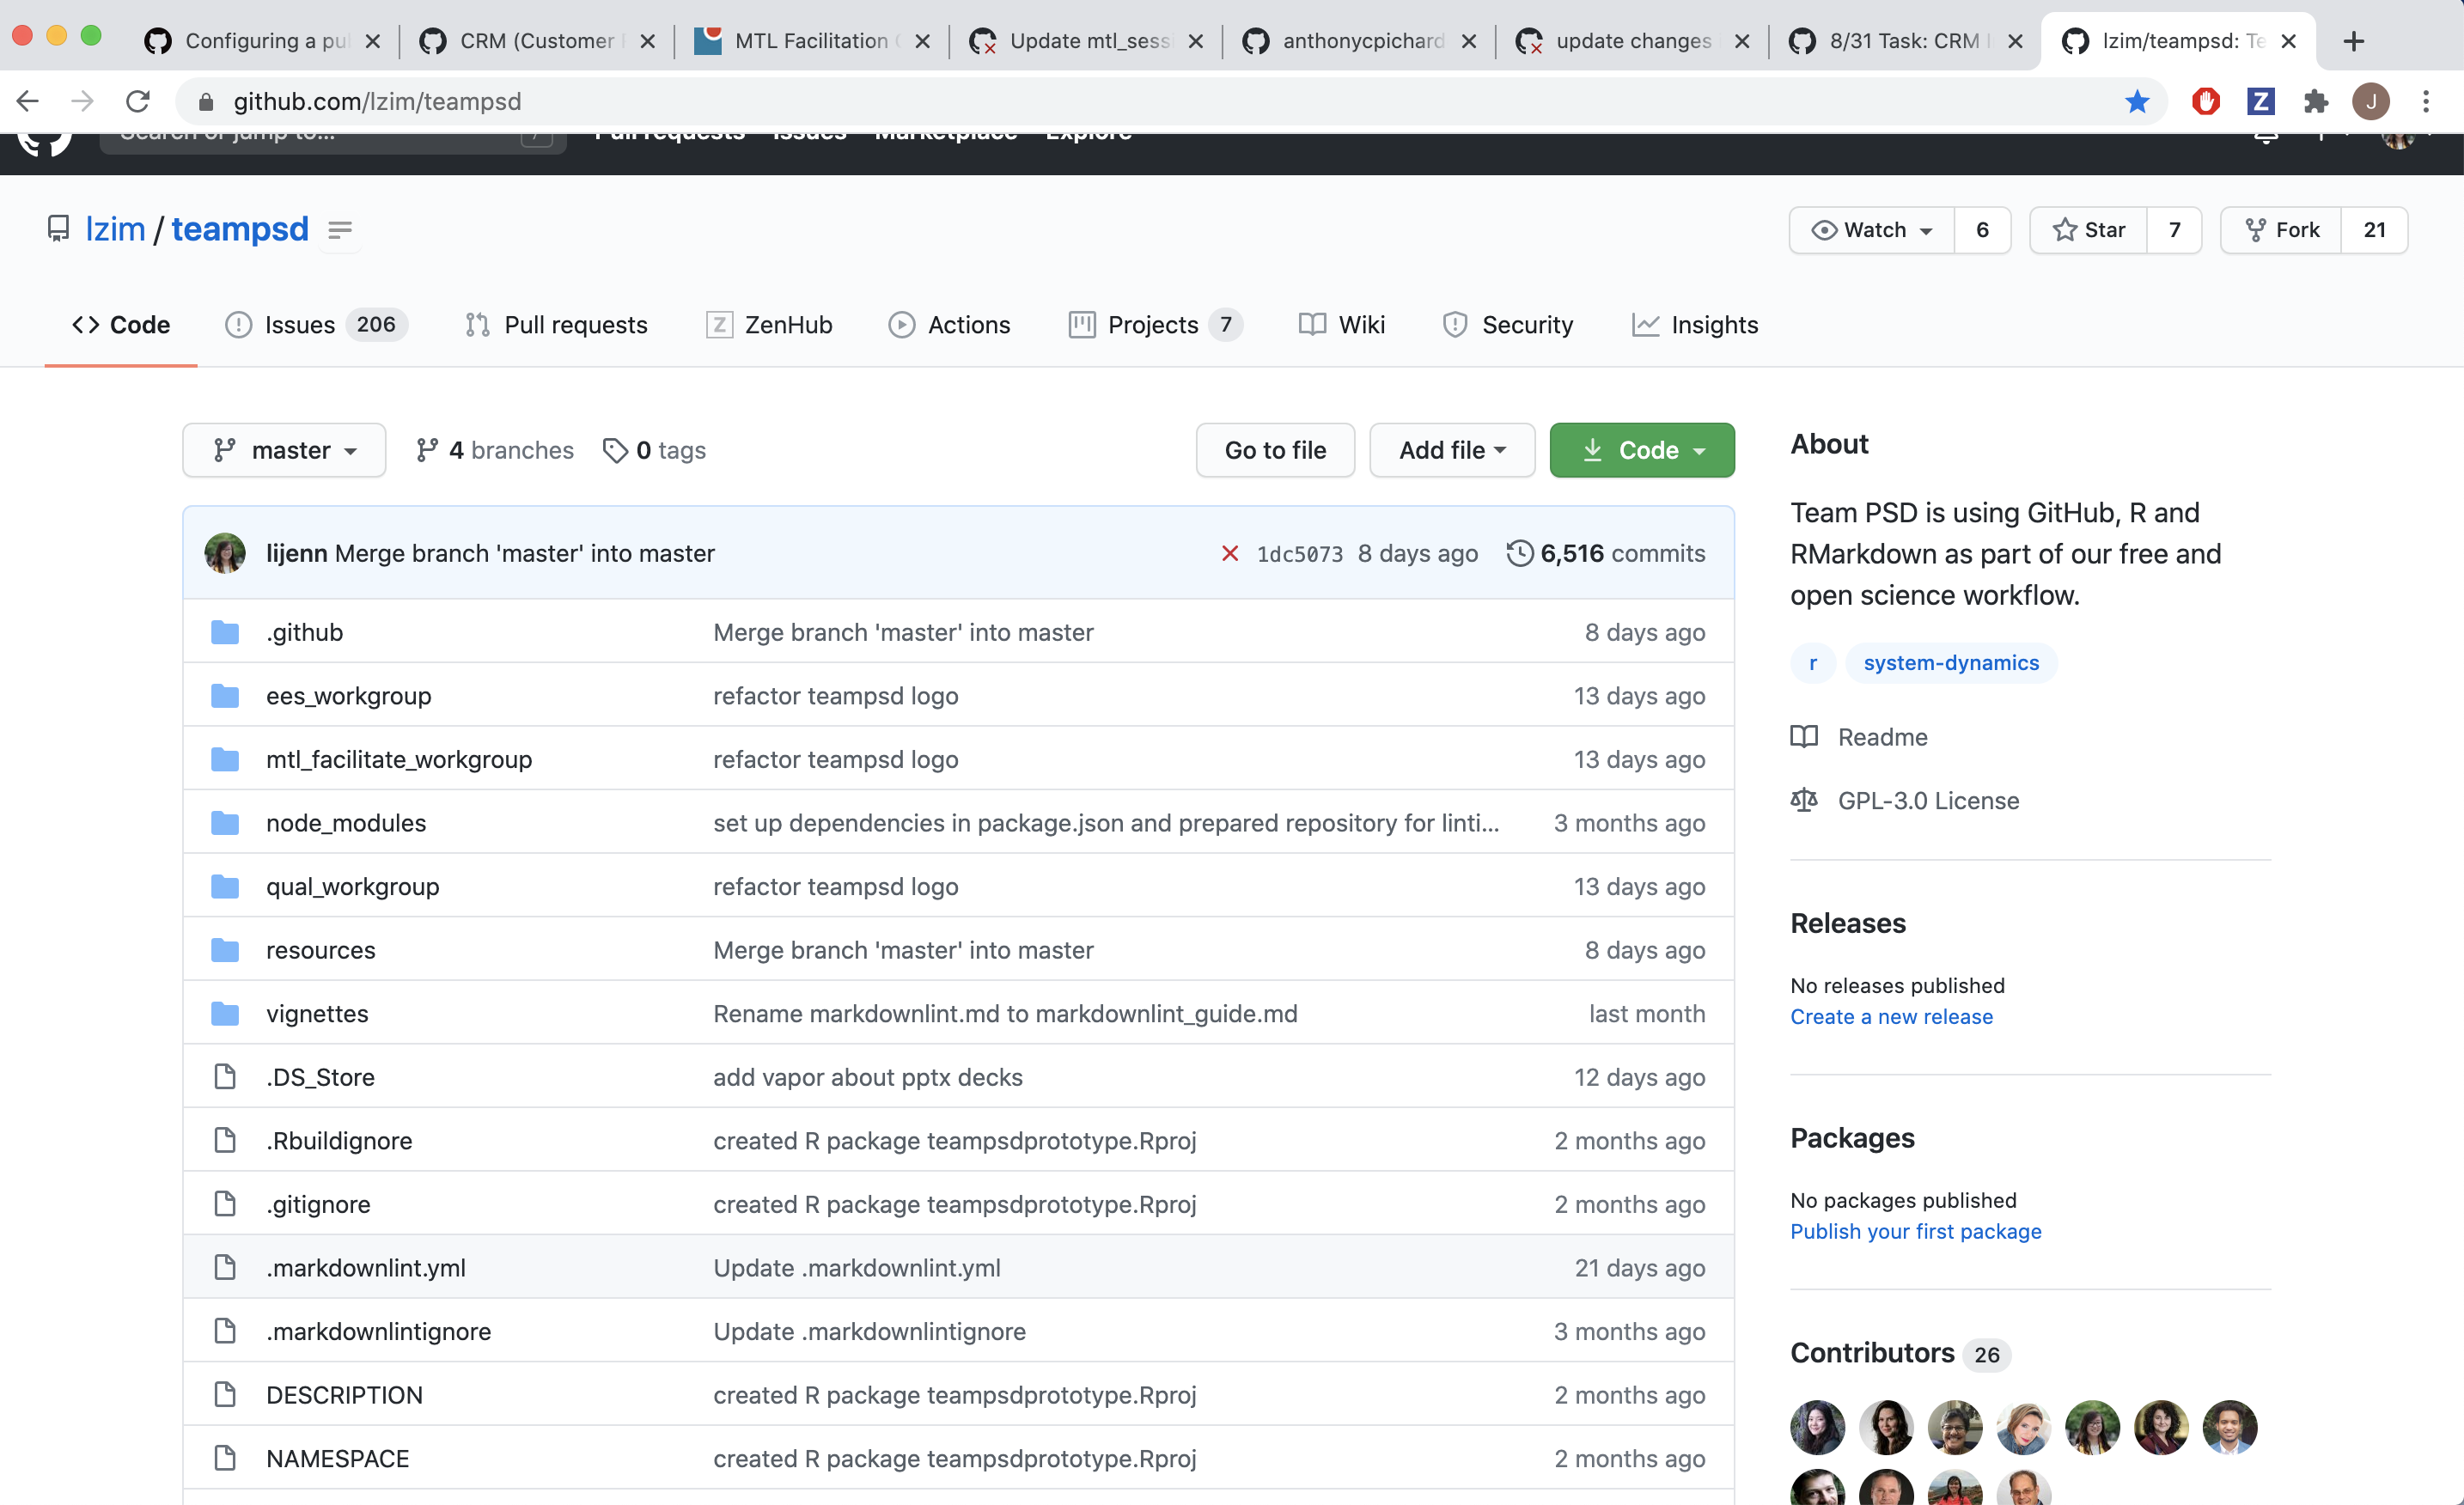 Configuring a pu
CRM (Customer
MTL Facilitation
Update mtl_sess
anthonycpichard
update changes
8/31 Task: CRM
lzim/teampsd: Te
github.com/lzim/teampsd
Z
J
Search or jump to...
/
Pull requests Issues Marketplace Explore
lzim / teampsd
Watch 6
Star 7
Fork 21
Code
Issues 206
Pull requests
Z ZenHub
Actions
Projects 7
Wiki
Security
Insights
master
4 branches
0 tags
Go to file
Add file
Code
lijenn Merge branch 'master' into master 1dc5073 8 days ago 6,516 commits
.github Merge branch 'master' into master 8 days ago
ees_workgroup refactor teampsd logo 13 days ago
mtl_facilitate_workgroup refactor teampsd logo 13 days ago
node_modules set up dependencies in package.json and prepared repository for linti... 3 months ago
qual_workgroup refactor teampsd logo 13 days ago
resources Merge branch 'master' into master 8 days ago
vignettes Rename markdownlint.md to markdownlint_guide.md last month
.DS_Store add vapor about pptx decks 12 days ago
.Rbuildignore created R package teampsdprototype.Rproj 2 months ago
.gitignore created R package teampsdprototype.Rproj 2 months ago
.markdownlint.yml Update .markdownlint.yml 21 days ago
.markdownlintignore Update .markdownlintignore 3 months ago
DESCRIPTION created R package teampsdprototype.Rproj 2 months ago
NAMESPACE created R package teampsdprototype.Rproj 2 months ago
About
Team PSD is using GitHub, R and
RMarkdown as part of our free and
open science workflow.
r system-dynamics
Readme
GPL-3.0 License
Releases
No releases published
Create a new release
Packages
No packages published
Publish your first package
Contributors 26